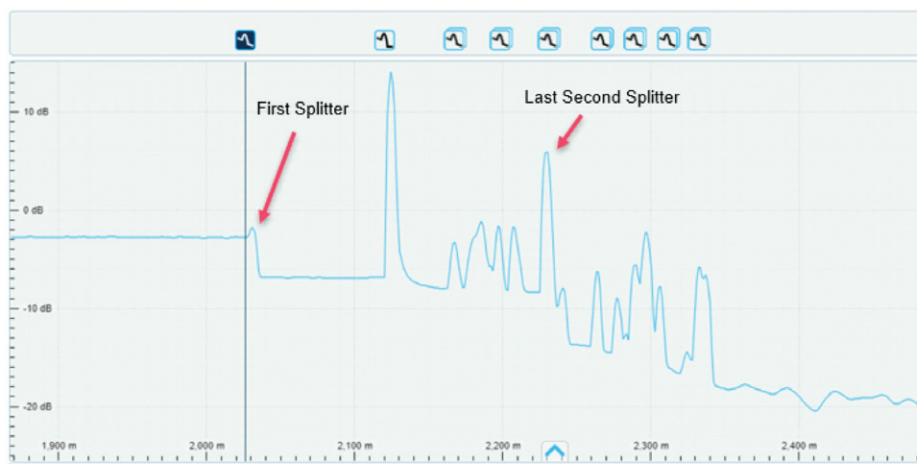 First Splitter
Last Second Splitter
10 dB
0 dB
-10 dB
-20 dB
1,900 m
2,000 m
2,100 m
2,200 m
2,300 m
2,400 m